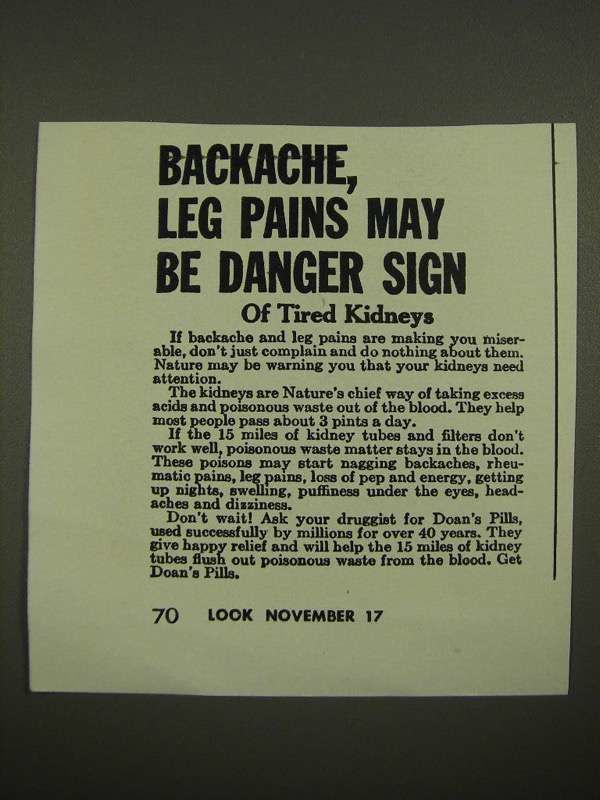 BACKACHE,
LEG PAINS MAY
BE DANGER SIGN
Of Tired Kidneys
If backache and leg pains are making you miser-
able, don't just complain and do nothing about them.
Nature may be warning you that your kidneys need
attention.
The kidneys are Nature's chief way of taking excess
acids and poisonous waste out of the blood. They help
most people pass about 3 pints a day.
If the 15 miles of kidney tubes and filters don't
work well, poisonous waste matter stays in the blood.
These poisons may start nagging backaches, rheu-
matic pains, leg pains, loss of pep and energy, getting
up nights, swelling, puffiness under the eyes, head-
aches and dizziness.
Don't wait! Ask your druggist for Doan's Pills,
used successfully by millions for over 40 years. They
give happy relief and will help the 15 miles of kidney
tubes flush out poisonous waste from the blood. Get
Doan's Pills.
70 LOOK NOVEMBER 17